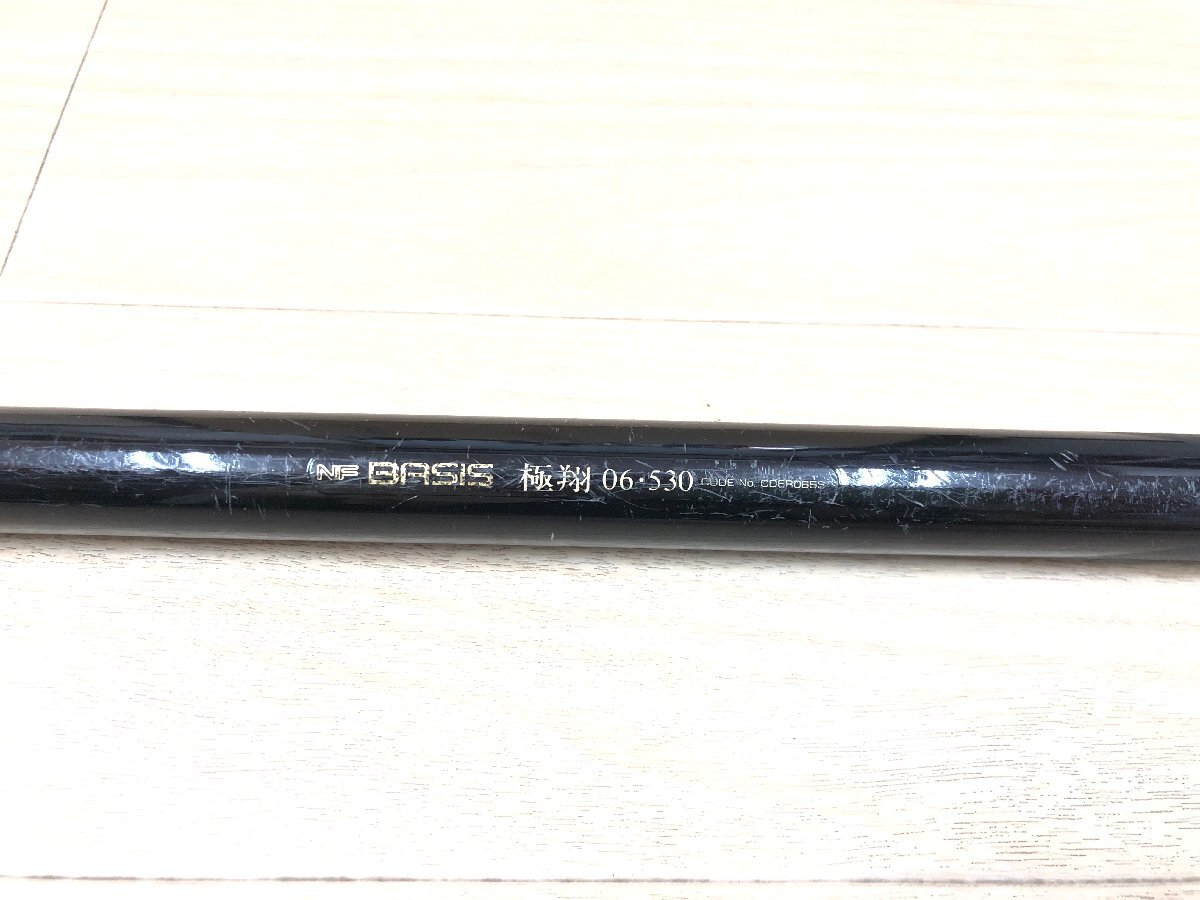 NF BASIS 極翔 06・530 CODE No.